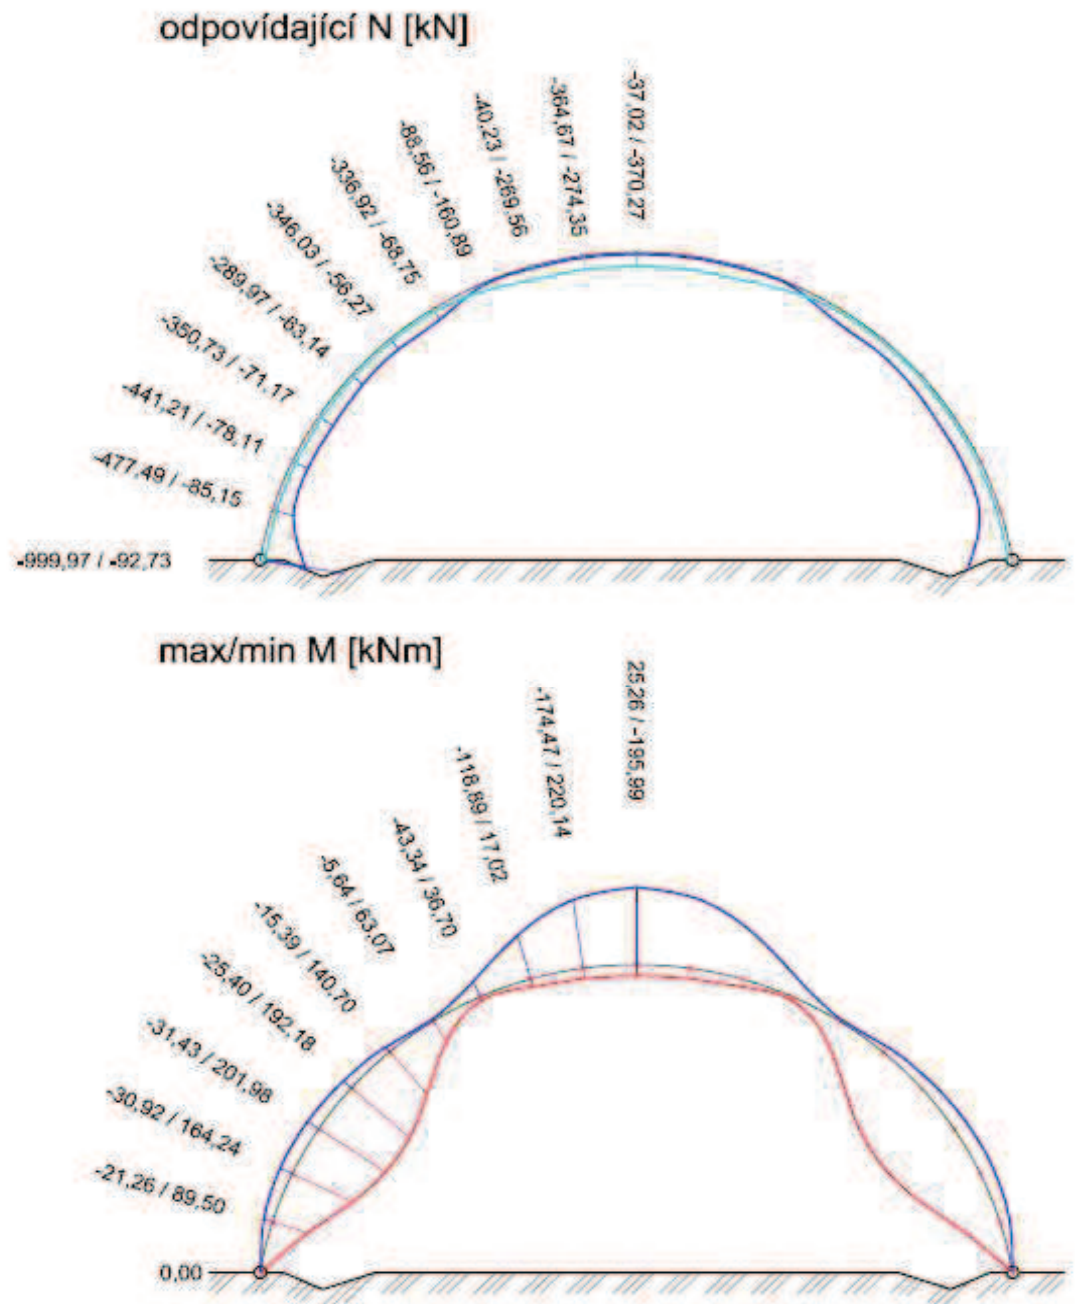 odpovídající N [kN]
-37,02 / -370,27
-364,67 / -274,35
-40,23 / -269,56
-88,56 / -160,89
-336,92 / -68,75
-346,03 / -56,27
-289,97 / -63,14
-350,73 / -71,17
-441,21 / -78,11
-477,49 / -85,15
-999,97 / -92,73
max/min M [kNm]
25,26 / -195,99
-174,47 / 220,14
-118,89 / 17,02
-43,34 / 36,70
-5,64 / 63,07
-15,39 / 140,70
-25,40 / 192,18
-31,43 / 201,98
-30,92 / 164,24
-21,26 / 89,50
0,00